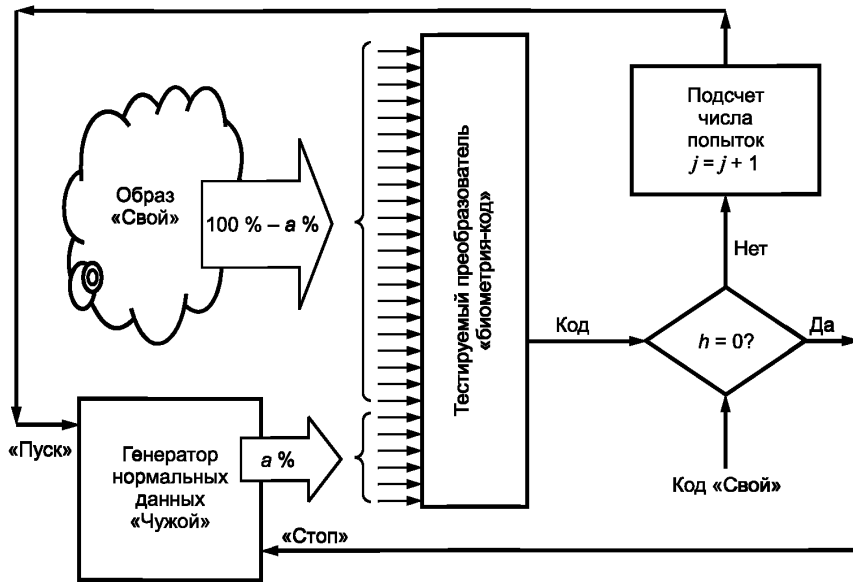 Подсчет
числа
попыток
j = j + 1
Образ
«Свой»
100 % – a %
Тестируемый преобразователь
«биометрия-код»
Нет
Код
h = 0?
Да
«Пуск»
Генератор
нормальных
данных
«Чужой»
a %
Код «Свой»
«Стоп»